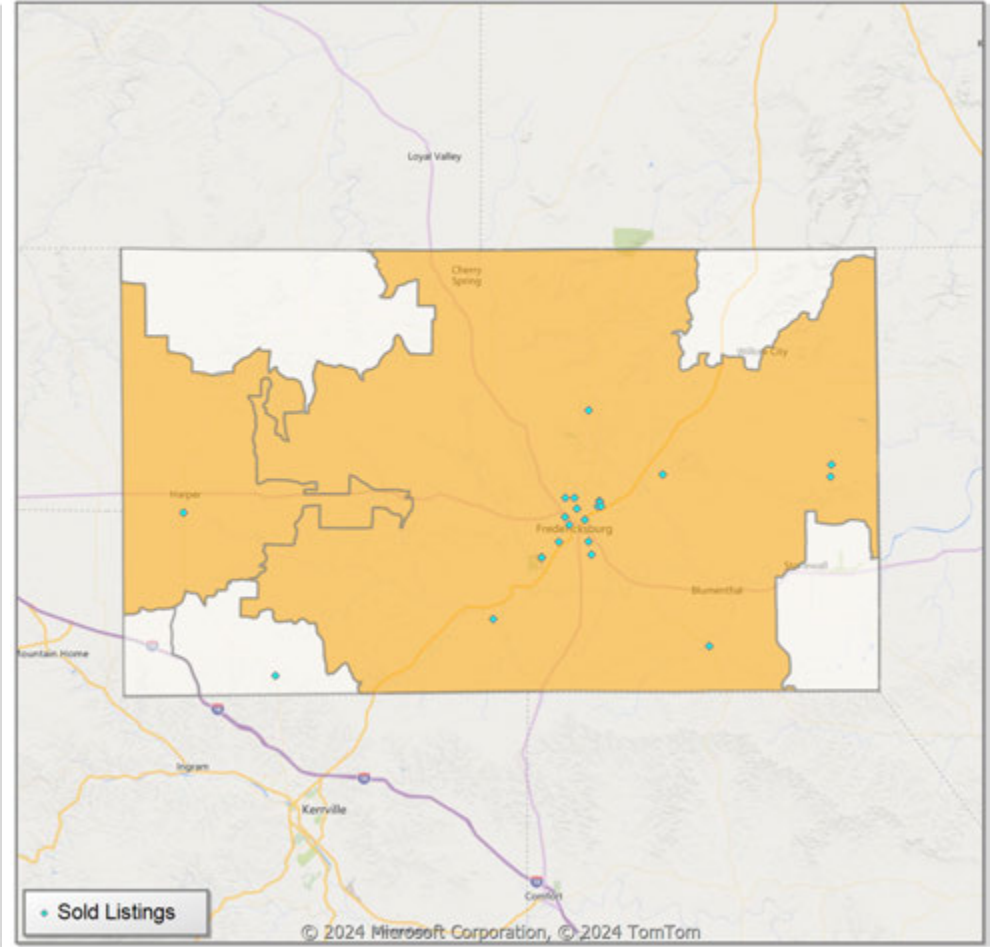 Loyal Valley
Cherry
Spring
Willow City
Harper
Fredericksburg
Stonewall
Blumenthal
Mountain Home
Ingram
Kerrville
Comfort
Sold Listings
© 2024 Microsoft Corporation, © 2024 TomTom